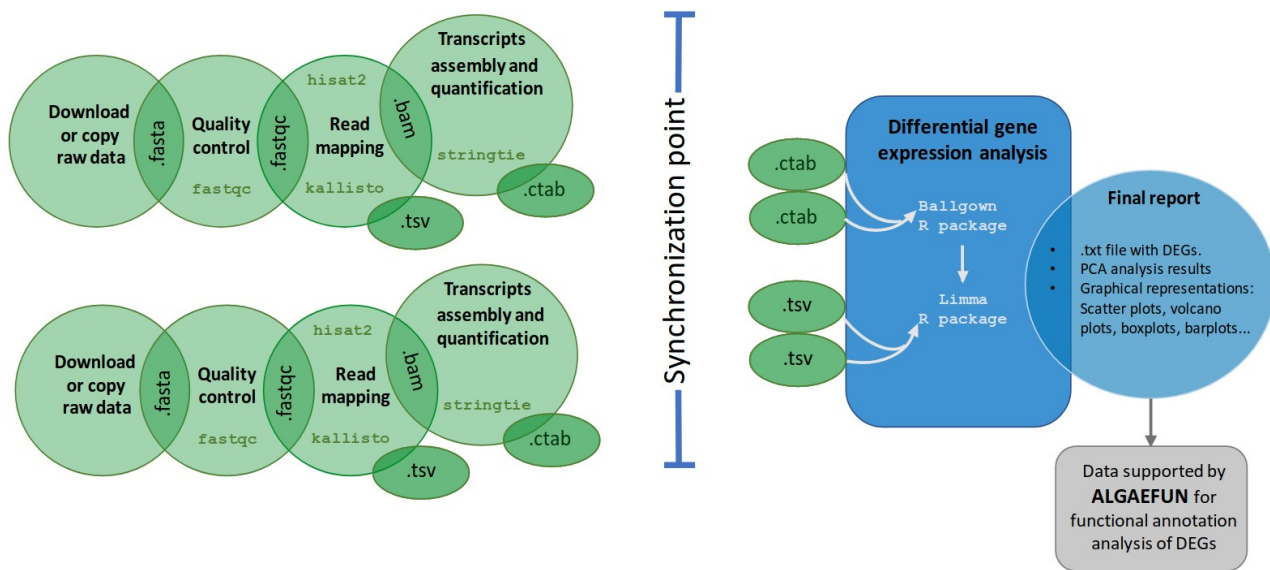 Download
or copy
raw data
.fasta
Quality
control
fastqc
.fastqc
hisat2
Read
mapping
kallisto
.bam
.tsv
Transcripts
assembly and
quantification
stringtie
.ctab
Download
or copy
raw data
.fasta
Quality
control
fastqc
.fastqc
hisat2
Read
mapping
kallisto
.bam
.tsv
Transcripts
assembly and
quantification
stringtie
.ctab
Synchronization point
Differential gene
expression analysis
.ctab
.ctab
Ballgown
R package
.tsv
.tsv
Limma
R package
Final report
• .txt file with DEGs.
• PCA analysis results
• Graphical representations:
Scatter plots, volcano
plots, boxplots, barplots...
Data supported by
ALGAEFUN for
functional annotation
analysis of DEGs